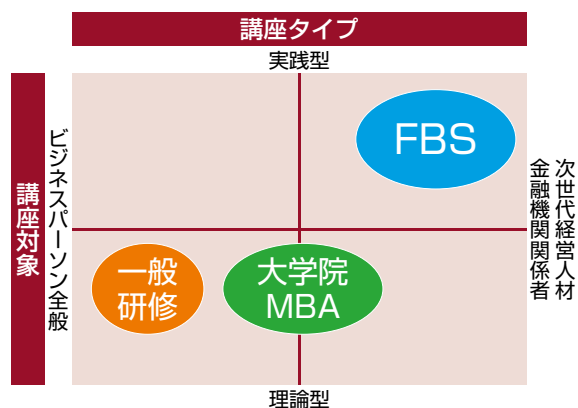 講座タイプ
実践型
講座対象
ビジネスパーソン全般
FBS
一般
研修
大学院
MBA
次世代経営人材
金融機関関係者
理論型